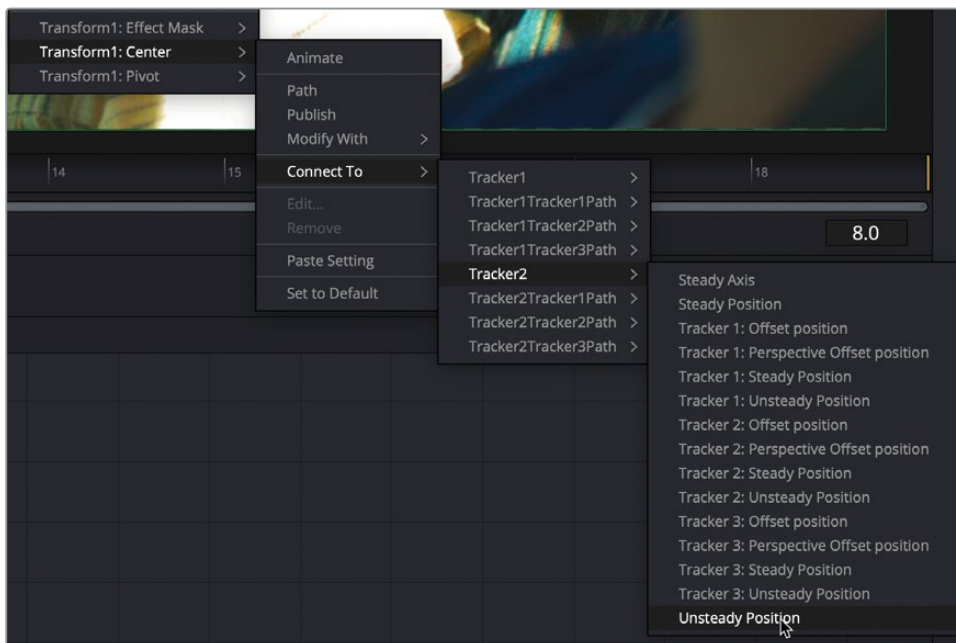 Transform1: Effect Mask >
Transform1: Center >
Transform1: Pivot >
Animate
Path
Publish
Modify With >
Connect To >
Edit...
Remove
Paste Setting
Set to Default
14
15
18
8.0
Tracker1 >
Tracker1Tracker1Path >
Tracker1Tracker2Path >
Tracker1Tracker3Path >
Tracker2 >
Tracker2Tracker1Path >
Tracker2Tracker2Path >
Tracker2Tracker3Path >
Steady Axis
Steady Position
Tracker 1: Offset position
Tracker 1: Perspective Offset position
Tracker 1: Steady Position
Tracker 1: Unsteady Position
Tracker 2: Offset position
Tracker 2: Perspective Offset position
Tracker 2: Steady Position
Tracker 2: Unsteady Position
Tracker 3: Offset position
Tracker 3: Perspective Offset position
Tracker 3: Steady Position
Tracker 3: Unsteady Position
Unsteady Position